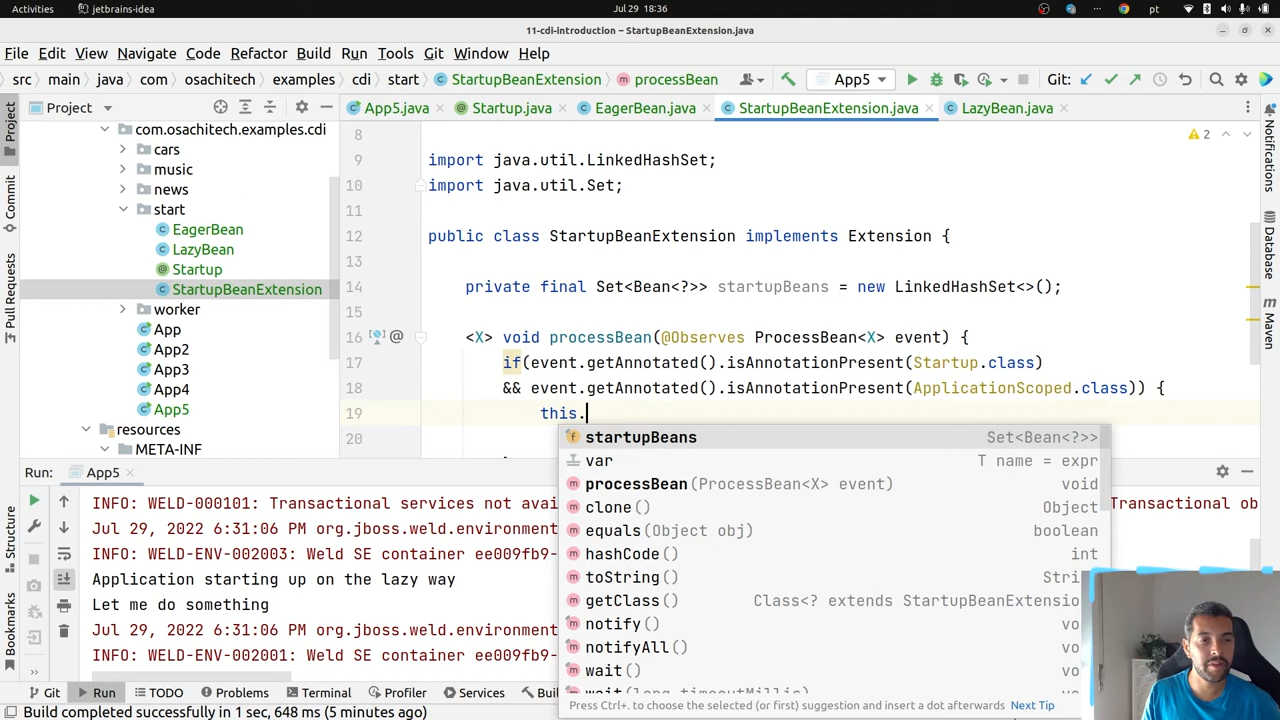 Activities
jetbrains-idea
Jul 29 18:36
pt
11-cdi-introduction – StartupBeanExtension.java
File Edit View Navigate Code Refactor Build Run Tools Git Window Help
src main java com osachitech examples cdi start StartupBeanExtension processBean
App5
Git:
Project
App5.java
Startup.java
EagerBean.java
StartupBeanExtension.java
LazyBean.java
Project
Commit
Pull Requests
Structure
Bookmarks
com.osachitech.examples.cdi
cars
music
news
start
EagerBean
LazyBean
Startup
StartupBeanExtension
worker
App
App2
App3
App4
App5
resources
META-INF
2
8
9 import java.util.LinkedHashSet;
10 import java.util.Set;
11
12 public class StartupBeanExtension implements Extension {
13
14 private final Set<Bean<?>> startupBeans = new LinkedHashSet<>();
15
16 <X> void processBean(@Observes ProcessBean<X> event) {
17 if(event.getAnnotated().isAnnotationPresent(Startup.class)
18 && event.getAnnotated().isAnnotationPresent(ApplicationScoped.class)) {
19 this.
20
startupBeans Set<Bean<?>>
var T name = expr
processBean(ProcessBean<X> event) void
clone() Object
equals(Object obj) boolean
hashCode() int
toString() Stri
getClass() Class<? extends StartupBeanExtensio
notify() vo
notifyAll() vo
wait() vo
wait(long timeoutMillis) vo
Press Ctrl+. to choose the selected (or first) suggestion and insert a dot afterwards Next Tip
Notifications
Database
Maven
Run: App5
INFO: WELD-000101: Transactional services not avai
Transactional ob
Jul 29, 2022 6:31:06 PM org.jboss.weld.environment
INFO: WELD-ENV-002003: Weld SE container ee009fb9-
Application starting up on the lazy way
Let me do something
Jul 29, 2022 6:31:06 PM org.jboss.weld.environment
INFO: WELD-ENV-002001: Weld SE container ee009fb9-
Git Run TODO Problems Terminal Profiler Services Bui
Build completed successfully in 1 sec, 648 ms (5 minutes ago)